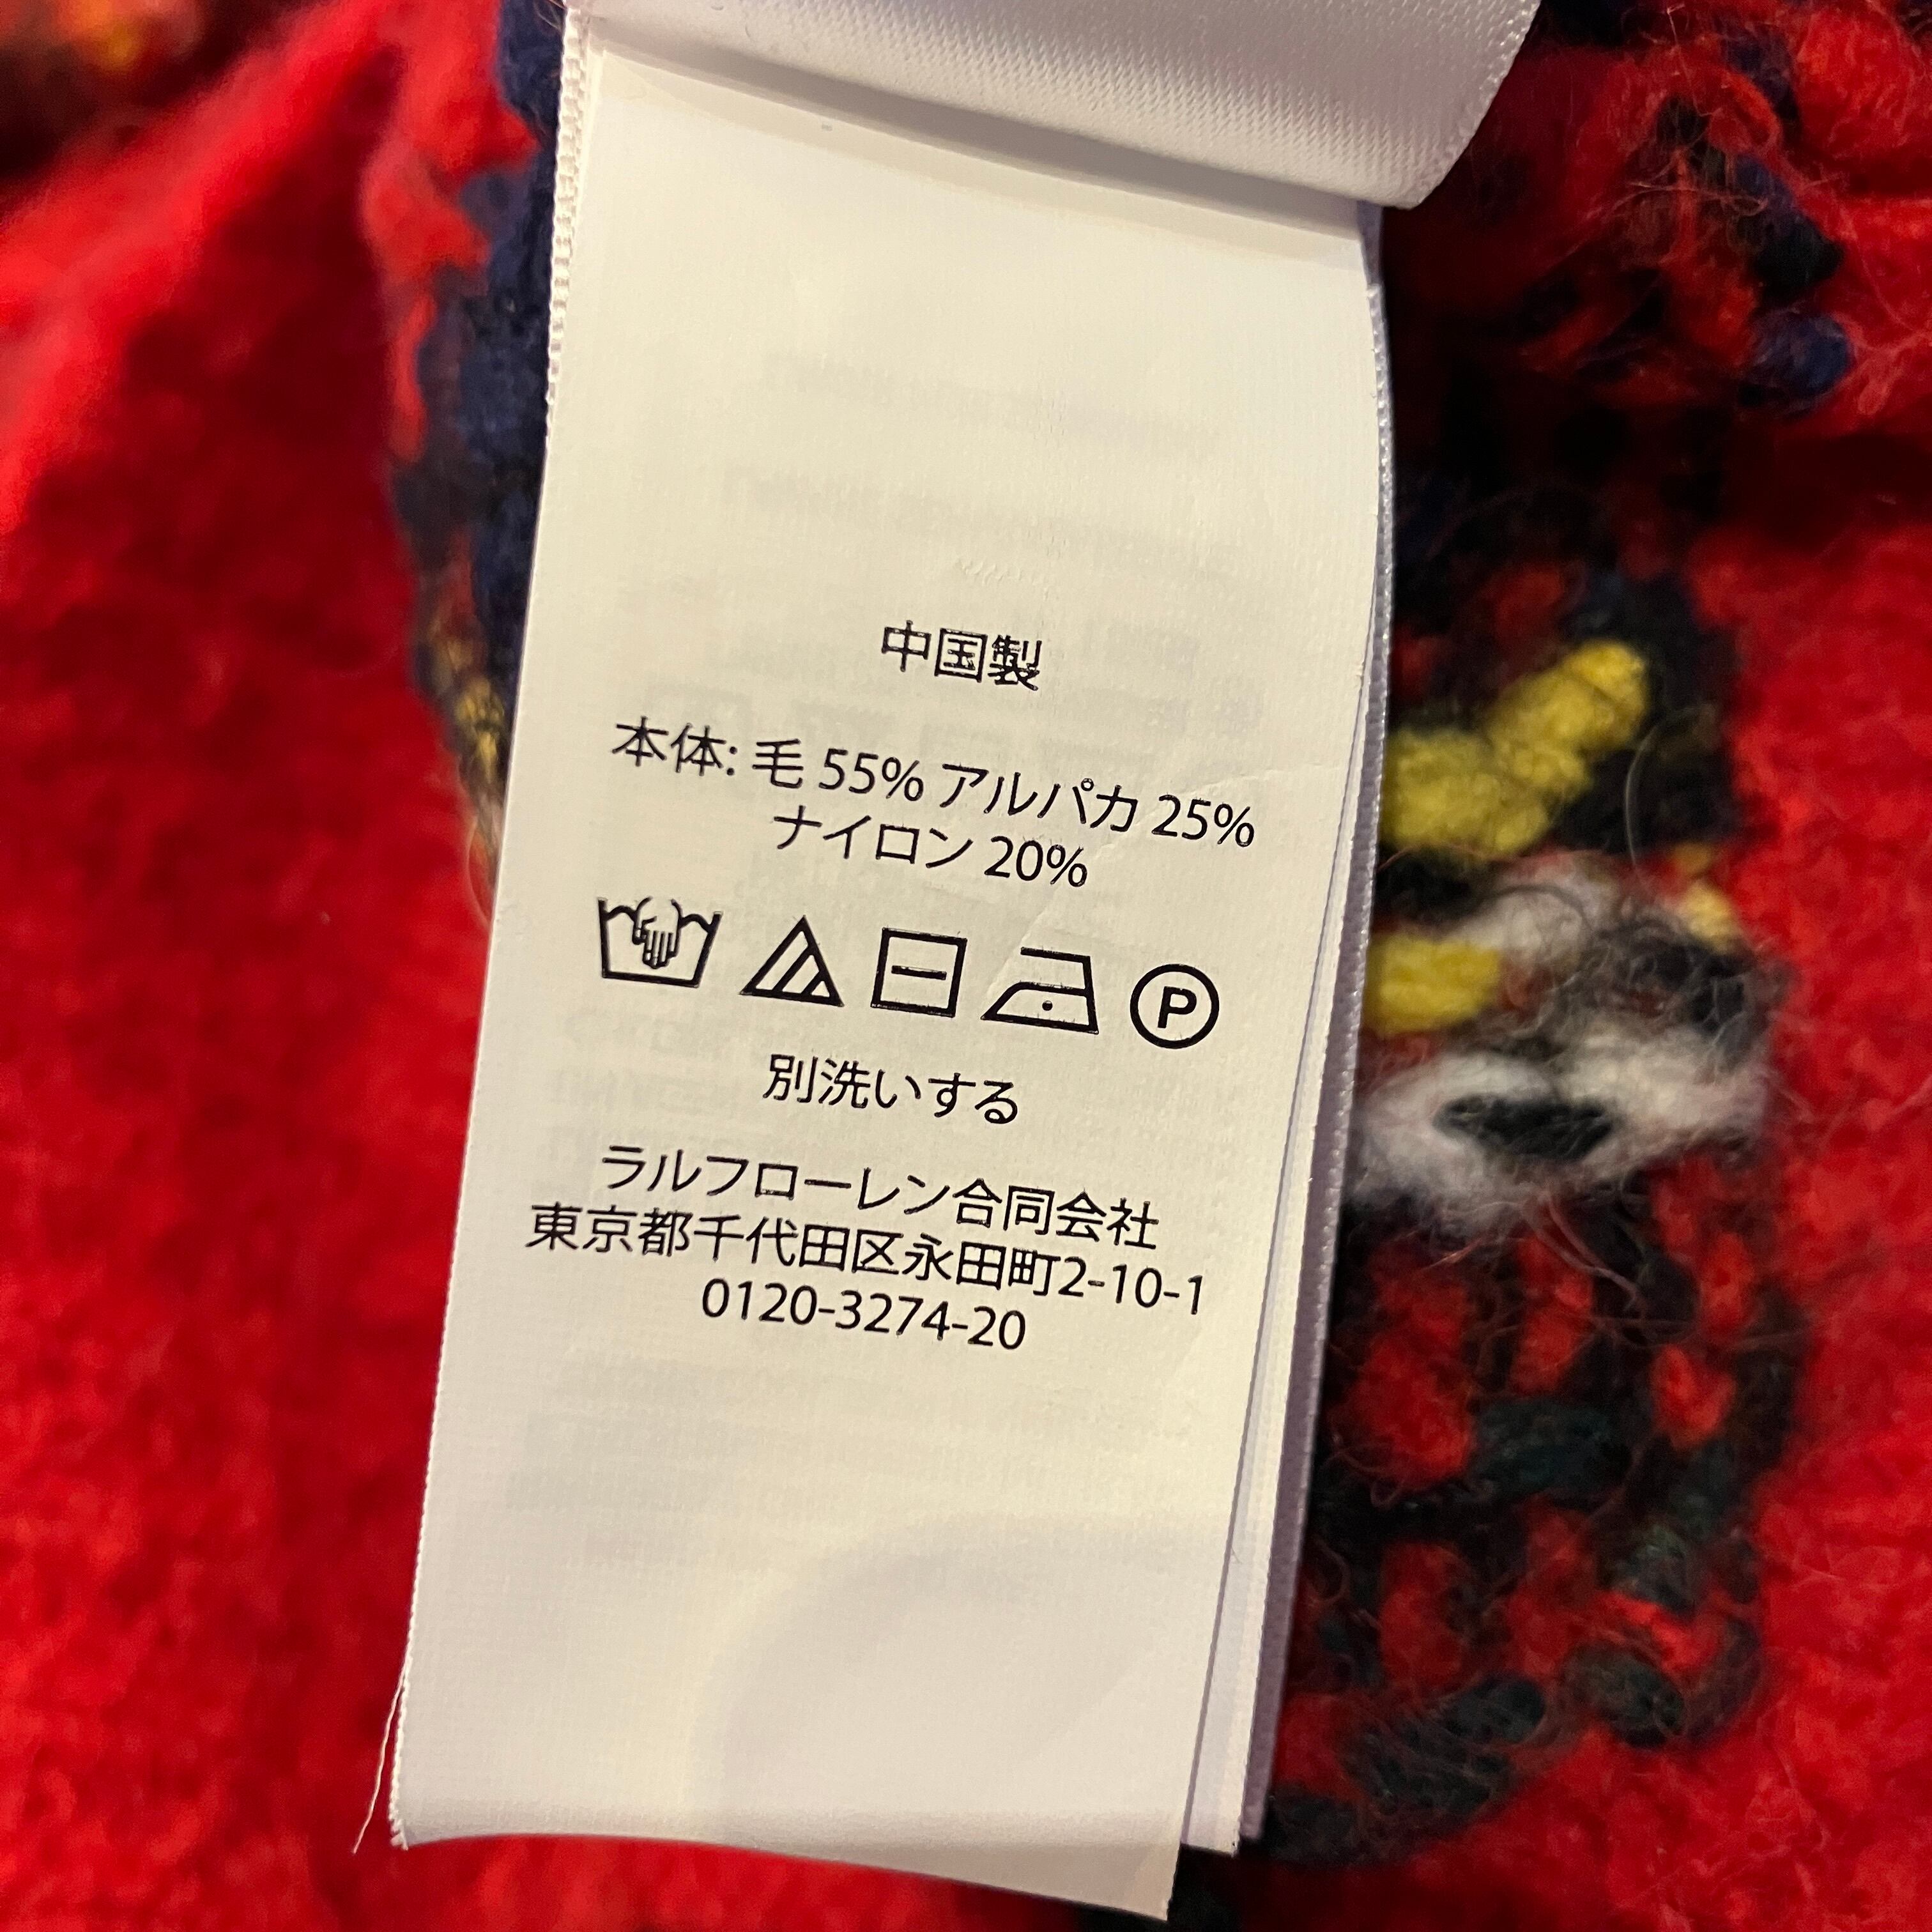 中国製
本体: 毛 55% アルパカ 25%
ナイロン 20%
P
別洗いする
ラルフローレン合同会社
東京都千代田区永田町2-10-1
0120-3274-20